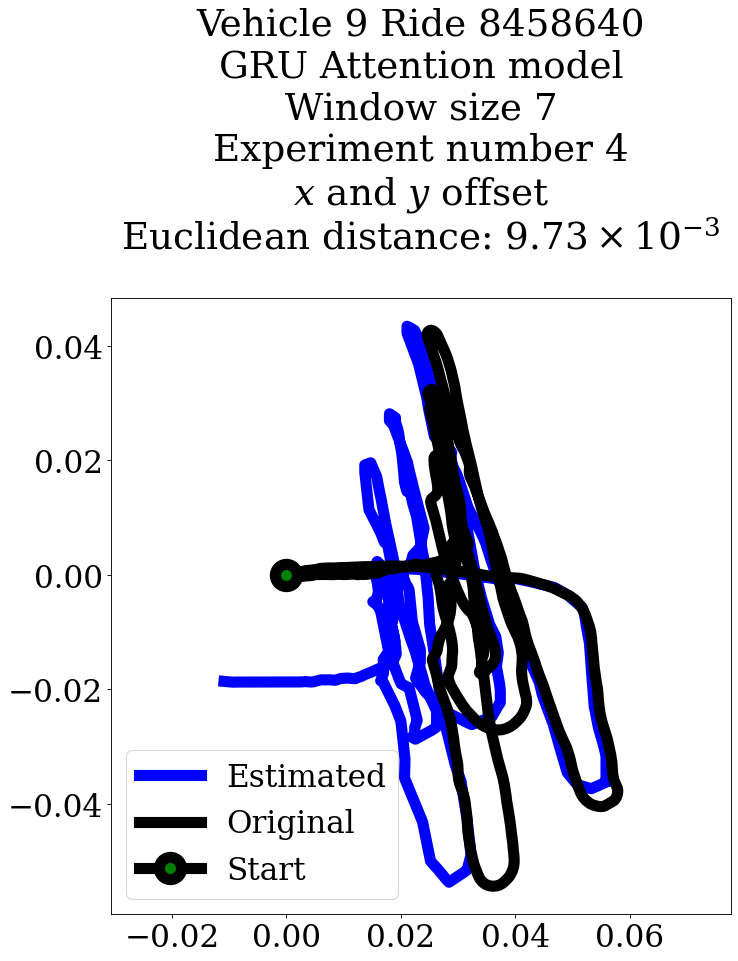 Vehicle 9 Ride 8458640
GRU Attention model
Window size 7
Experiment number 4
x and y offset
Euclidean distance: 9.73 × 10⁻³
0.04
0.02
0.00
−0.02
−0.04
Estimated
Original
Start
−0.02 0.00 0.02 0.04 0.06